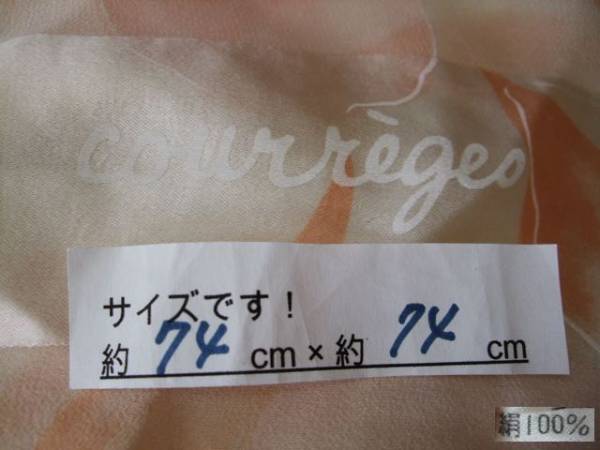 courrèges
サイズです!
約 74 cm × 約 74 cm
絹100%